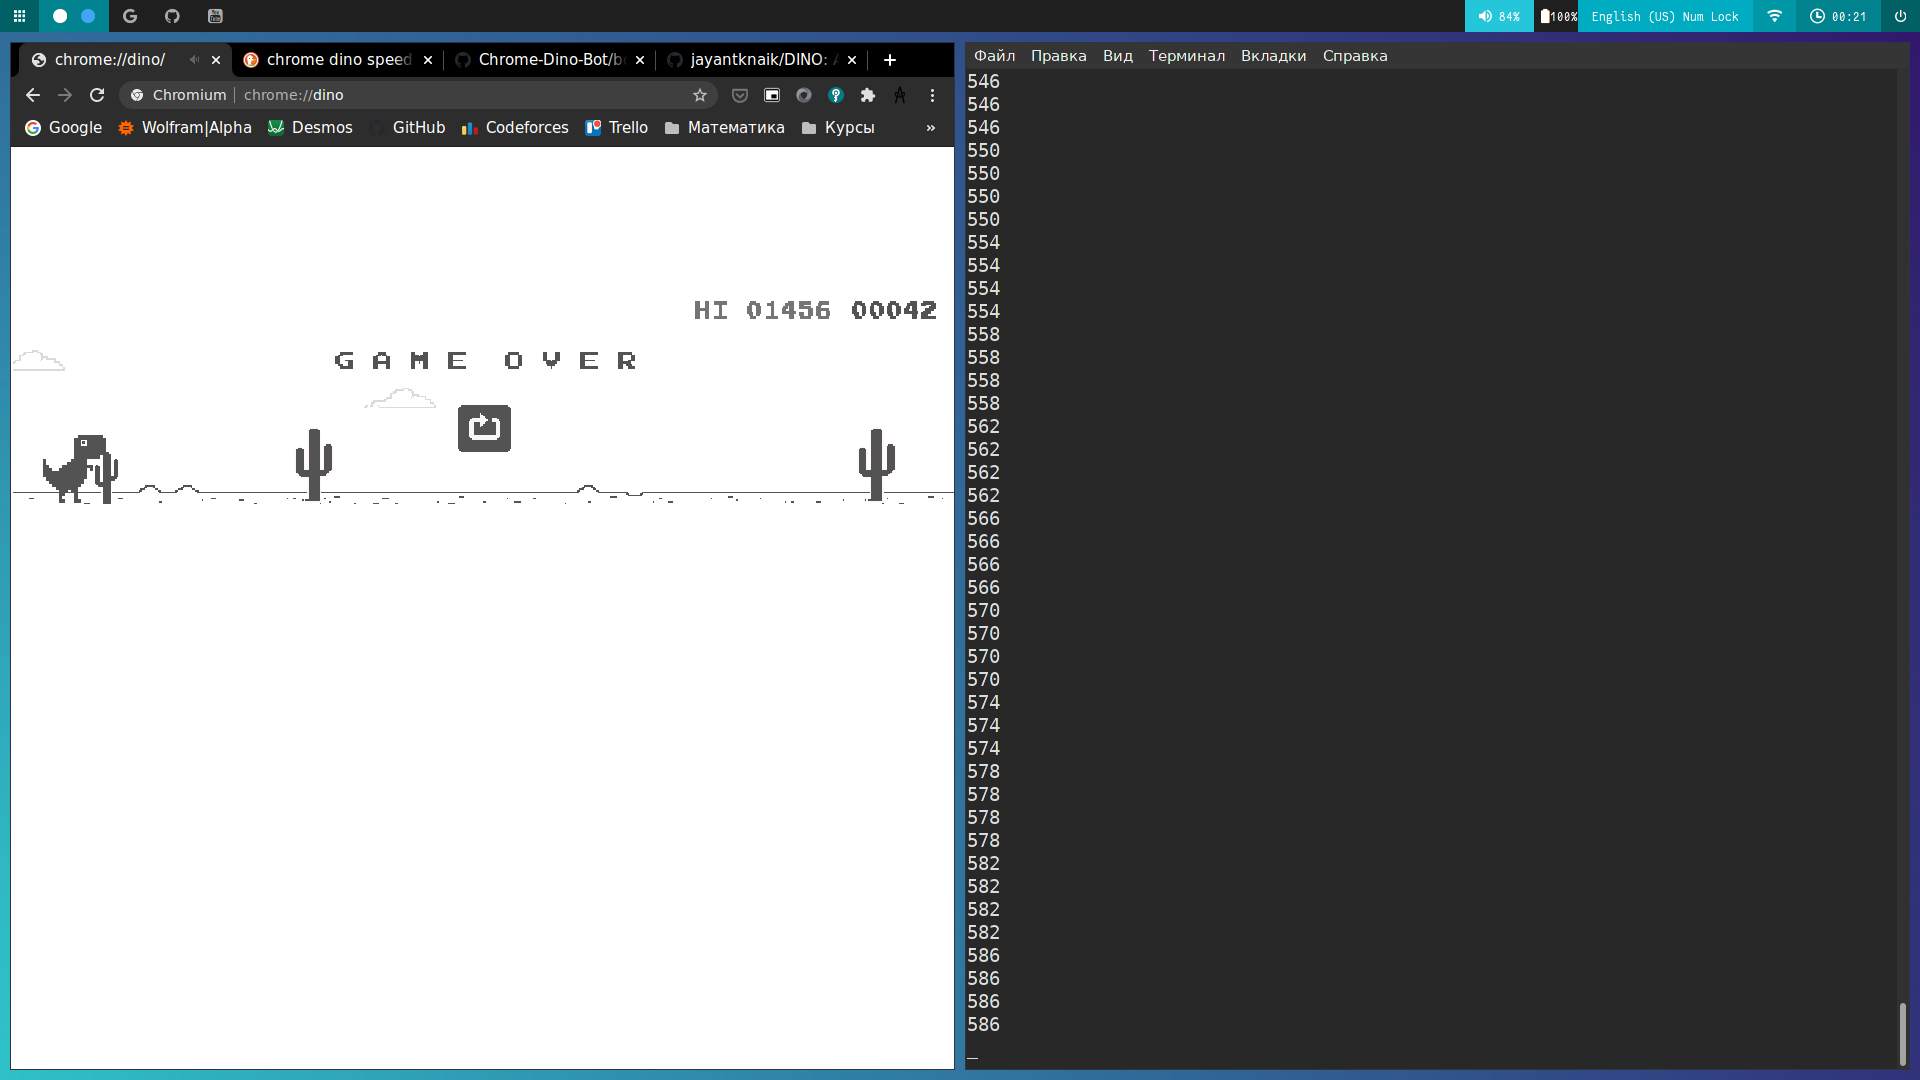 84%
100%
English (US) Num Lock
00:21
chrome://dino/
chrome dino speed
Chrome-Dino-Bot/b
jayantknaik/DINO:
Chromium
chrome://dino
Google
Wolfram|Alpha
Desmos
GitHub
Codeforces
Trello
Математика
Курсы
»
HI 01456 00042
GAME OVER
Файл Правка Вид Терминал Вкладки Справка
546
546
546
550
550
550
550
554
554
554
554
558
558
558
558
562
562
562
562
566
566
566
566
570
570
570
570
574
574
574
578
578
578
578
582
582
582
582
586
586
586
586